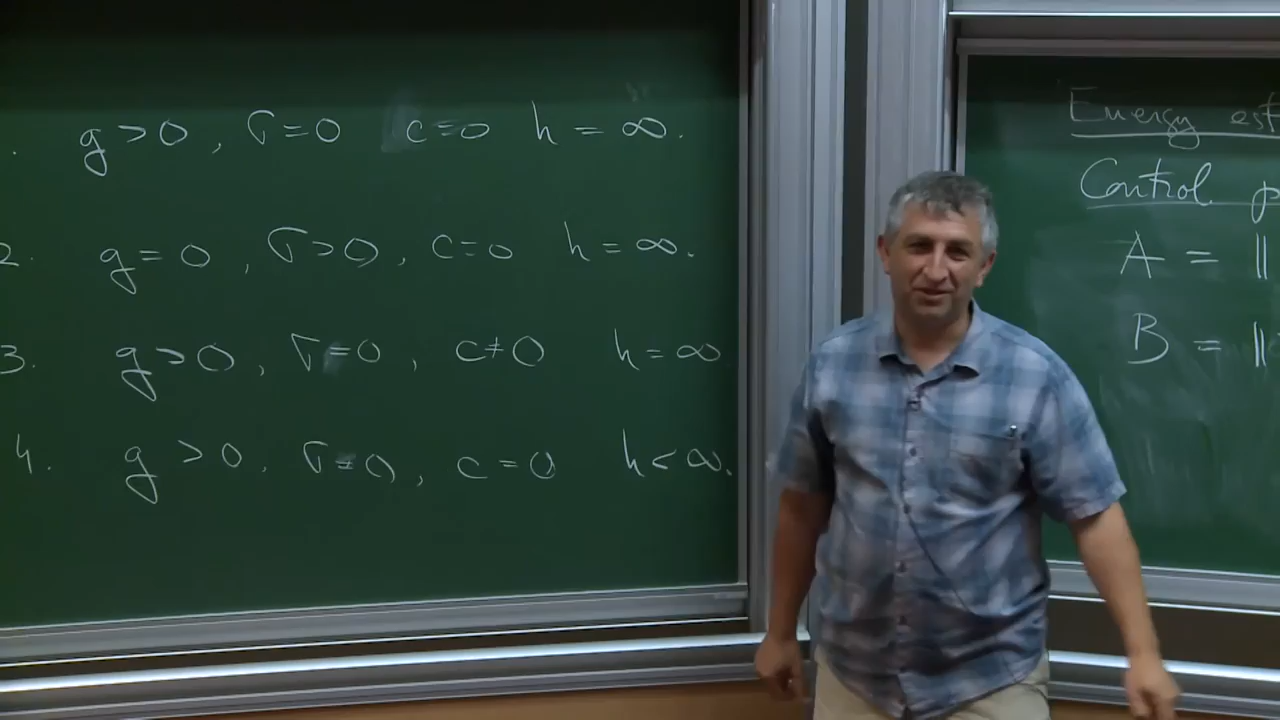 . g > 0 , σ = 0 c = 0 h = ∞.
2. g = 0 , σ > 0, c = 0 h = ∞.
3. g > 0, σ = 0 , c ≠ 0 h = ∞
4. g > 0, σ = 0, c = 0 h < ∞.
Energy est
Control p
A = ||
B = ||